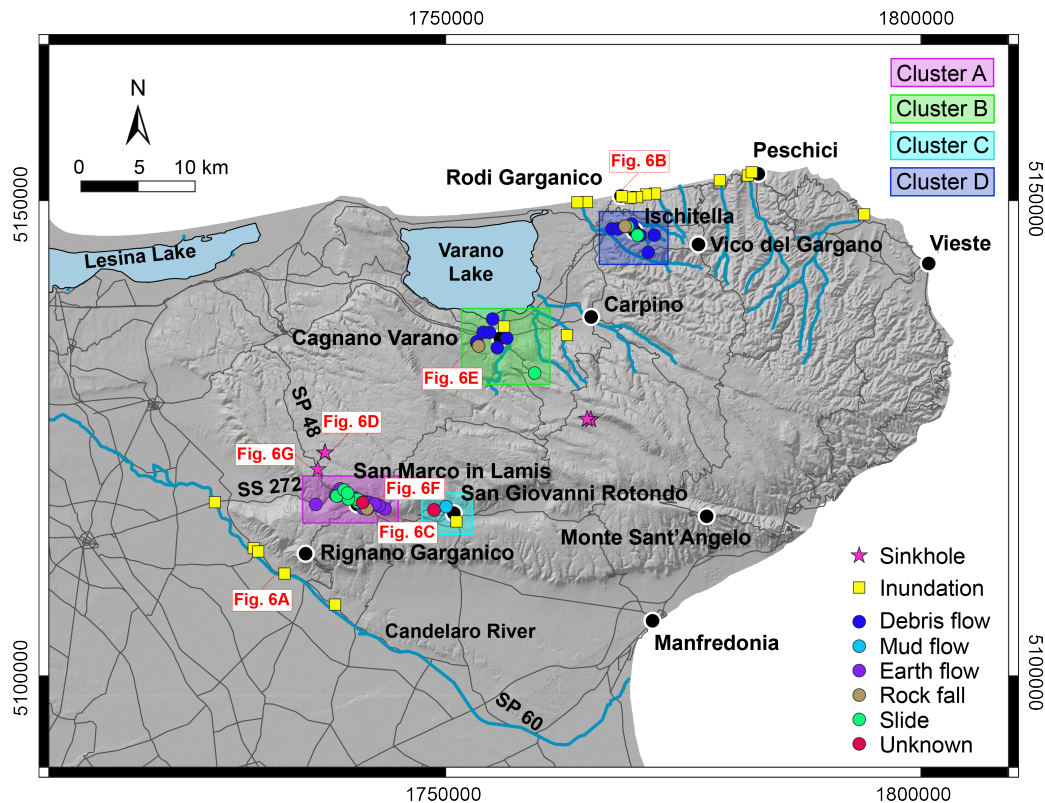 1750000
1800000
N
0 5 10 km
Cluster A
Cluster B
Cluster C
Cluster D
Peschici
Fig. 6B
Rodi Garganico
5150000
5150000
Ischitella
Vico del Gargano
Vieste
Lesina Lake
Varano
Lake
Carpino
Cagnano Varano
Fig. 6E
SP 48
Fig. 6D
Fig. 6G
San Marco in Lamis
SS 272
Fig. 6F
San Giovanni Rotondo
Fig. 6C
Monte Sant'Angelo
Rignano Garganico
Fig. 6A
Candelaro River
Manfredonia
SP 60
Sinkhole
Inundation
Debris flow
Mud flow
Earth flow
Rock fall
Slide
Unknown
5100000
5100000
1750000
1800000